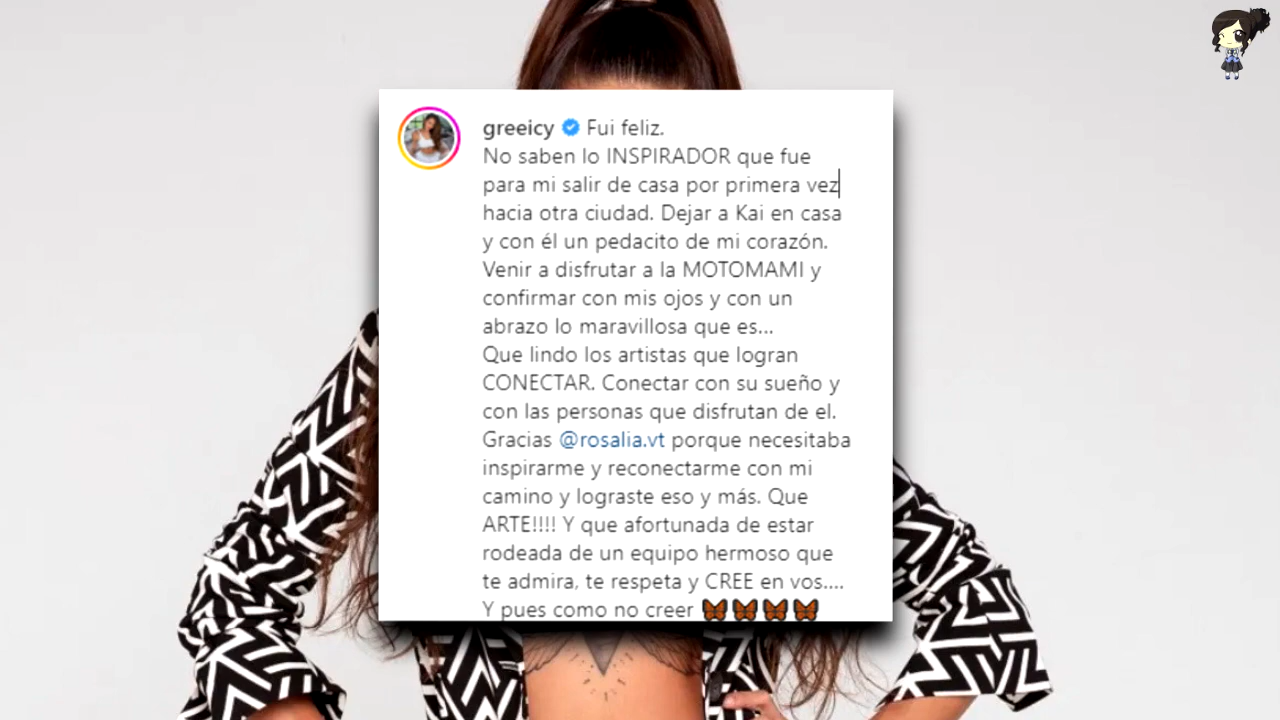 greeicy Fui feliz.
No saben lo INSPIRADOR que fue
para mi salir de casa por primera vez
hacia otra ciudad. Dejar a Kai en casa
y con él un pedacito de mi corazón.
Venir a disfrutar a la MOTOMAMI y
confirmar con mis ojos y con un
abrazo lo maravillosa que es...
Que lindo los artistas que logran
CONECTAR. Conectar con su sueño y
con las personas que disfrutan de el.
Gracias @rosalia.vt porque necesitaba
inspirarme y reconectarme con mi
camino y lograste eso y más. Que
ARTE!!!! Y que afortunada de estar
rodeada de un equipo hermoso que
te admira, te respeta y CREE en vos....
Y pues como no creer 🦋🦋🦋🦋